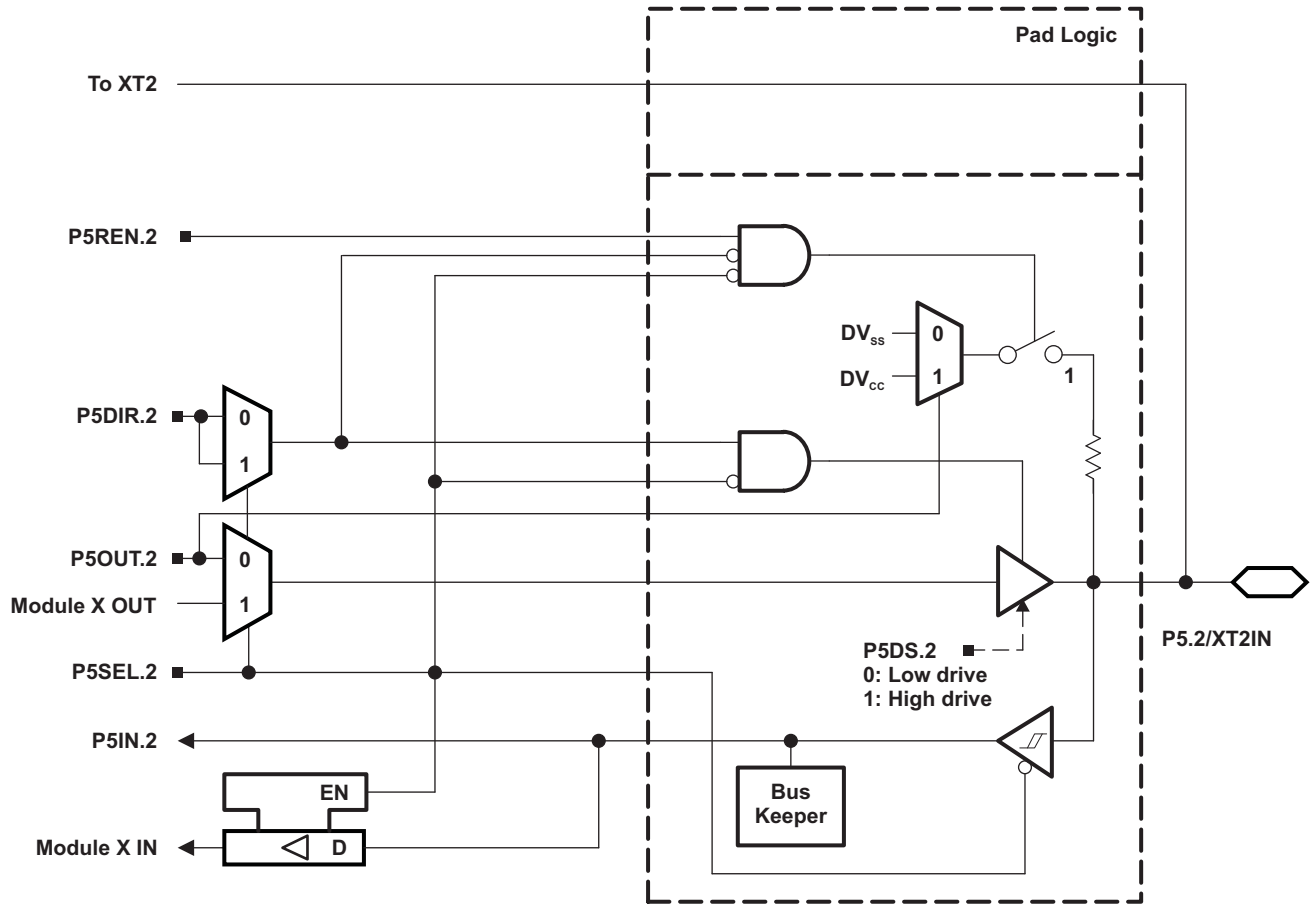 Pad Logic
To XT2
P5REN.2
DVSS
0
DVCC
1
1
P5DIR.2
0
1
P5OUT.2
0
Module X OUT
1
P5DS.2
0: Low drive
1: High drive
P5.2/XT2IN
P5SEL.2
P5IN.2
EN
Bus
Keeper
Module X IN
D